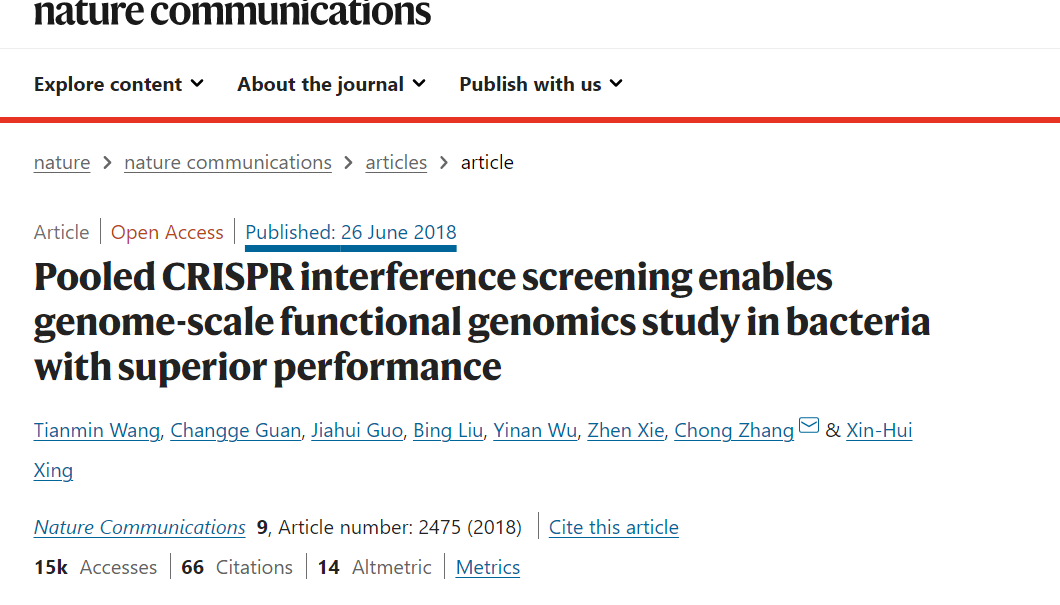 nature communications
Explore content About the journal Publish with us
nature > nature communications > articles > article
Article | Open Access | Published: 26 June 2018
Pooled CRISPR interference screening enables
genome-scale functional genomics study in bacteria
with superior performance
Tianmin Wang, Changge Guan, Jiahui Guo, Bing Liu, Yinan Wu, Zhen Xie, Chong Zhang & Xin-Hui
Xing
Nature Communications 9, Article number: 2475 (2018) | Cite this article
15k Accesses | 66 Citations | 14 Altmetric | Metrics